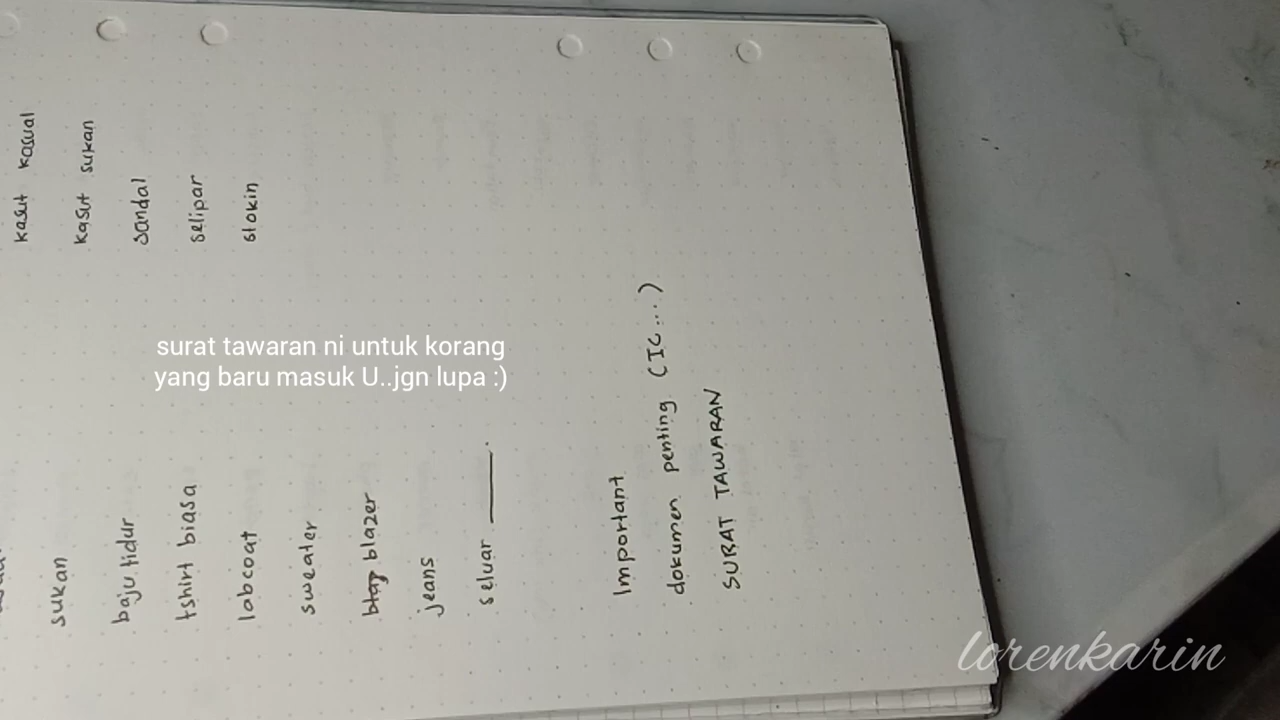 kasut kasual
kasut sukan
sandal
selipar
stokin
sukan
baju tidur
tshirt biasa
labcoat
sweater
blazer
jeans
seluar ____.
Important
dokumen penting (IC...)
SURAT TAWARAN
surat tawaran ni untuk korang
yang baru masuk U..jgn lupa :)
lorenkarin